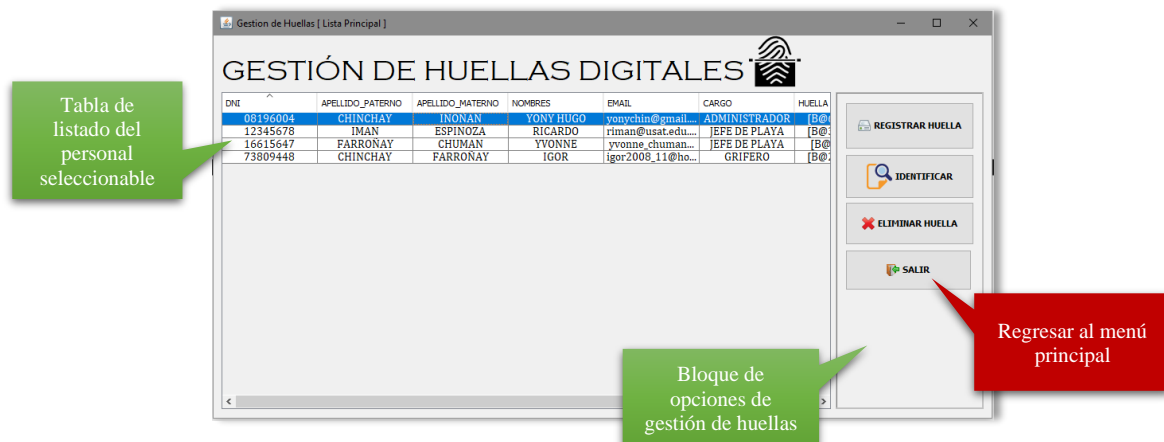 Gestion de Huellas [ Lista Principal ]
GESTIÓN DE HUELLAS DIGITALES
Tabla de
listado del
personal
seleccionable
DNI APELLIDO_PATERNO APELLIDO_MATERNO NOMBRES EMAIL CARGO HUELLA
08196004 CHINCHAY INOÑAN YONY HUGO yonychin@gmail.... ADMINISTRADOR [B@
12345678 IMAN ESPINOZA RICARDO riman@usat.edu.... JEFE DE PLAYA [B@
16615647 FARROÑAY CHUMAN YVONNE yvonne_chuman... JEFE DE PLAYA [B@
73809448 CHINCHAY FARROÑAY IGOR igor2008_11@ho... GRIFERO [B@
REGISTRAR HUELLA
IDENTIFICAR
ELIMINAR HUELLA
SALIR
Regresar al menú
principal
Bloque de
opciones de
gestión de huellas